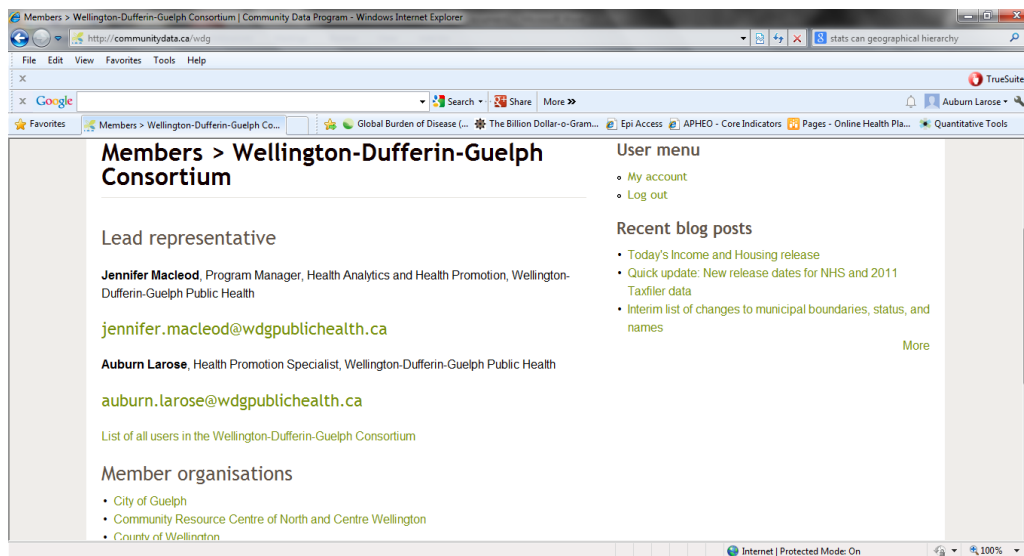 Members > Wellington-Dufferin-Guelph Consortium | Community Data Program - Windows Internet Explorer
http://communitydata.ca/wdg
stats can geographical hierarchy
File Edit View Favorites Tools Help
x TrueSuite
x Google Search Share More » Auburn Larose
Favorites Members > Wellington-Dufferin-Guelph Co... Global Burden of Disease (... The Billion Dollar-o-Gram... Epi Access APHEO - Core Indicators Pages - Online Health Pla... Quantitative Tools
Members > Wellington-Dufferin-Guelph
Consortium
Lead representative
Jennifer Macleod, Program Manager, Health Analytics and Health Promotion, Wellington-
Dufferin-Guelph Public Health
jennifer.macleod@wdgpublichealth.ca
Auburn Larose, Health Promotion Specialist, Wellington-Dufferin-Guelph Public Health
auburn.larose@wdgpublichealth.ca
List of all users in the Wellington-Dufferin-Guelph Consortium
Member organisations
• City of Guelph
• Community Resource Centre of North and Centre Wellington
• County of Wellington
User menu
My account
Log out
Recent blog posts
• Today's Income and Housing release
• Quick update: New release dates for NHS and 2011
Taxfiler data
• Interim list of changes to municipal boundaries, status, and
names
More
Internet | Protected Mode: On 100%